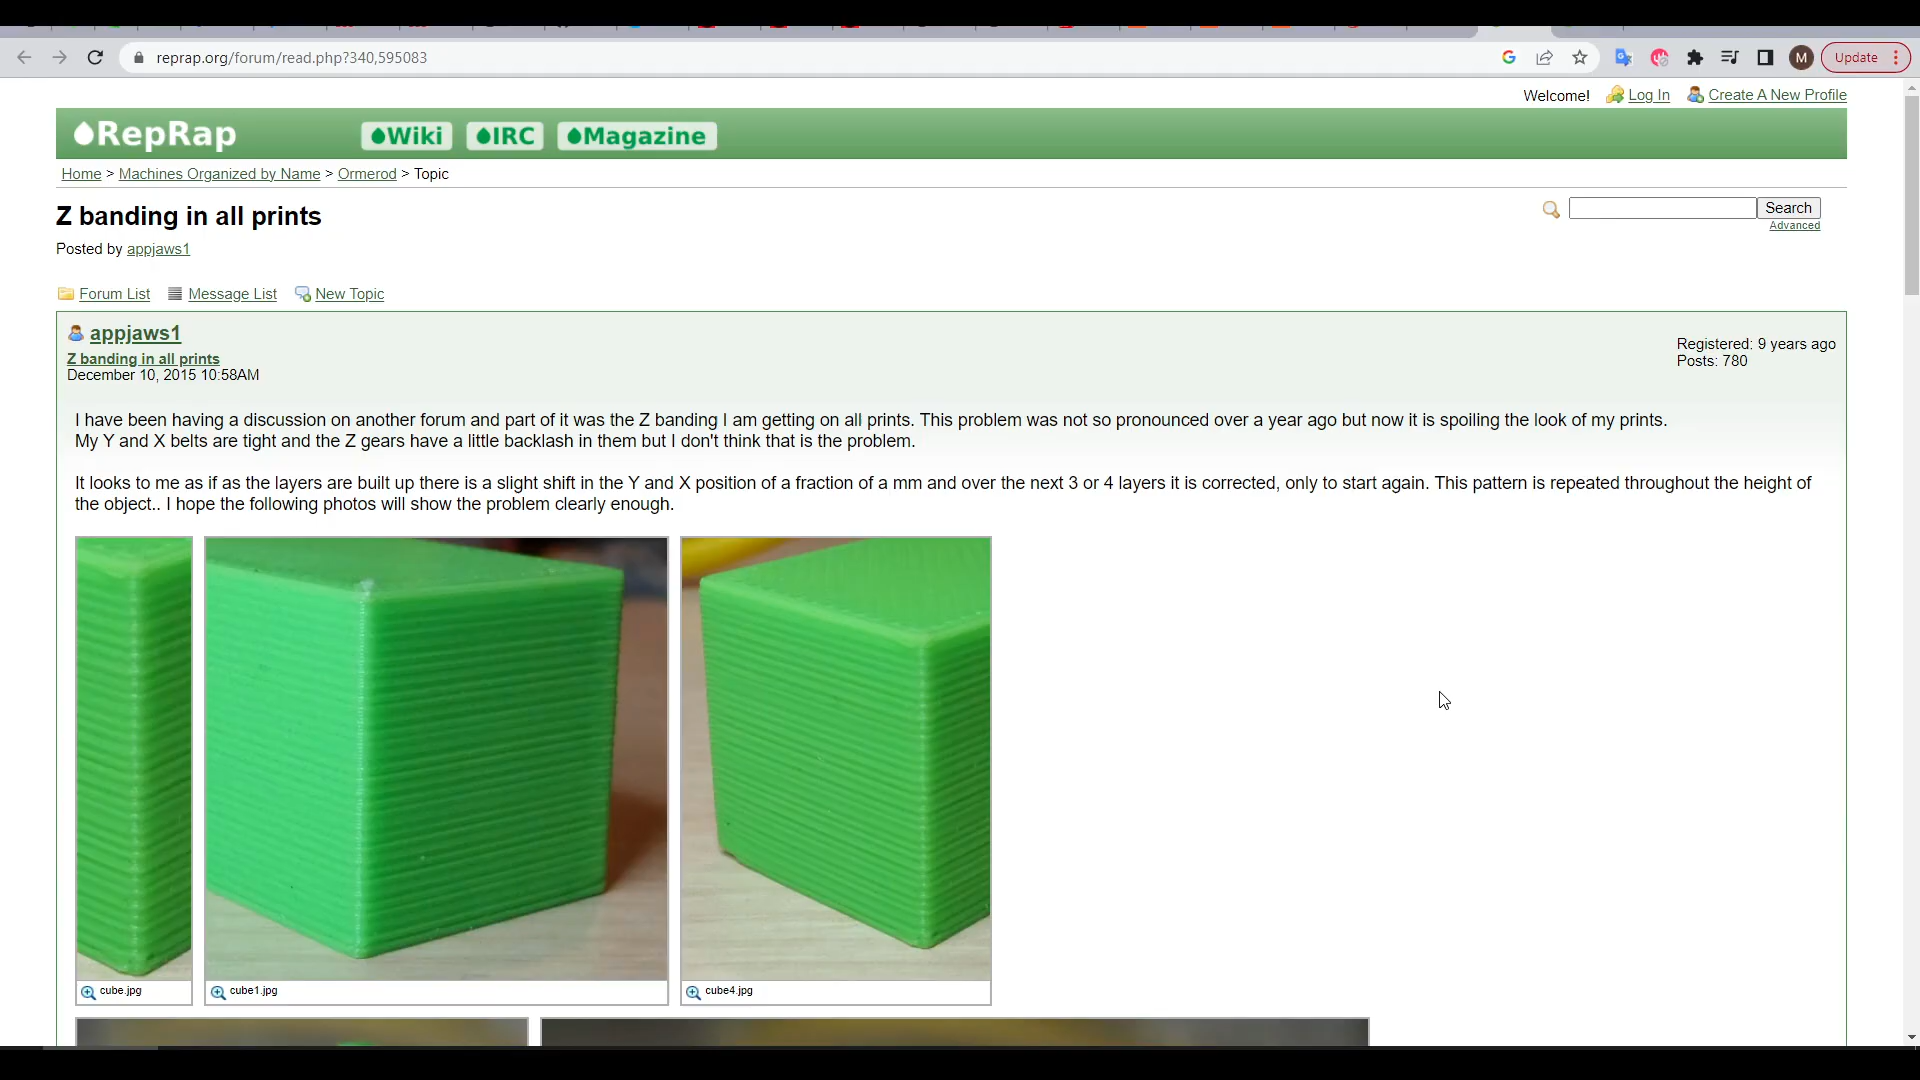 reprap.org/forum/read.php?340,595083
M
Update
Welcome! Log In Create A New Profile
RepRap Wiki IRC Magazine
Home > Machines Organized by Name > Ormerod > Topic
Z banding in all prints
Search
Advanced
Posted by appjaws1
Forum List Message List New Topic
appjaws1
Z banding in all prints
December 10, 2015 10:58AM
Registered: 9 years ago
Posts: 780
I have been having a discussion on another forum and part of it was the Z banding I am getting on all prints. This problem was not so pronounced over a year ago but now it is spoiling the look of my prints.
My Y and X belts are tight and the Z gears have a little backlash in them but I don't think that is the problem.
It looks to me as if as the layers are built up there is a slight shift in the Y and X position of a fraction of a mm and over the next 3 or 4 layers it is corrected, only to start again. This pattern is repeated throughout the height of
the object.. I hope the following photos will show the problem clearly enough.
cube.jpg
cube1.jpg
cube4.jpg